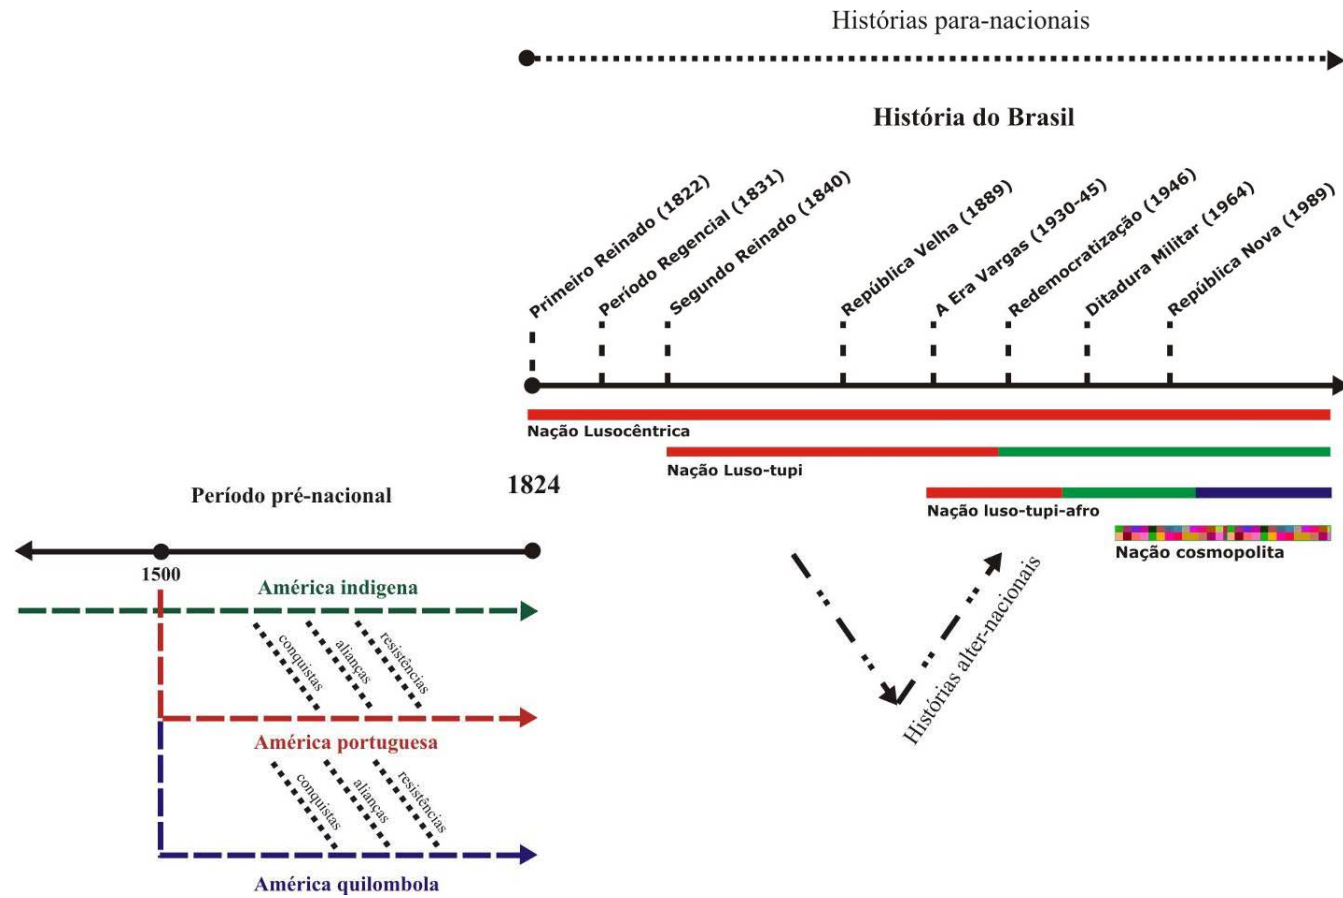 Histórias para-nacionais
História do Brasil
Primeiro Reinado (1822)
Período Regencial (1831)
Segundo Reinado (1840)
República Velha (1889)
A Era Vargas (1930-45)
Redemocratização (1946)
Ditadura Militar (1964)
República Nova (1989)
Nação Lusocêntrica
Nação Luso-tupi
Nação luso-tupi-afro
Nação cosmopolita
Histórias alter-nacionais
Período pré-nacional
1824
1500
América indigena
conquistas
alianças
resistências
América portuguesa
conquistas
alianças
resistências
América quilombola